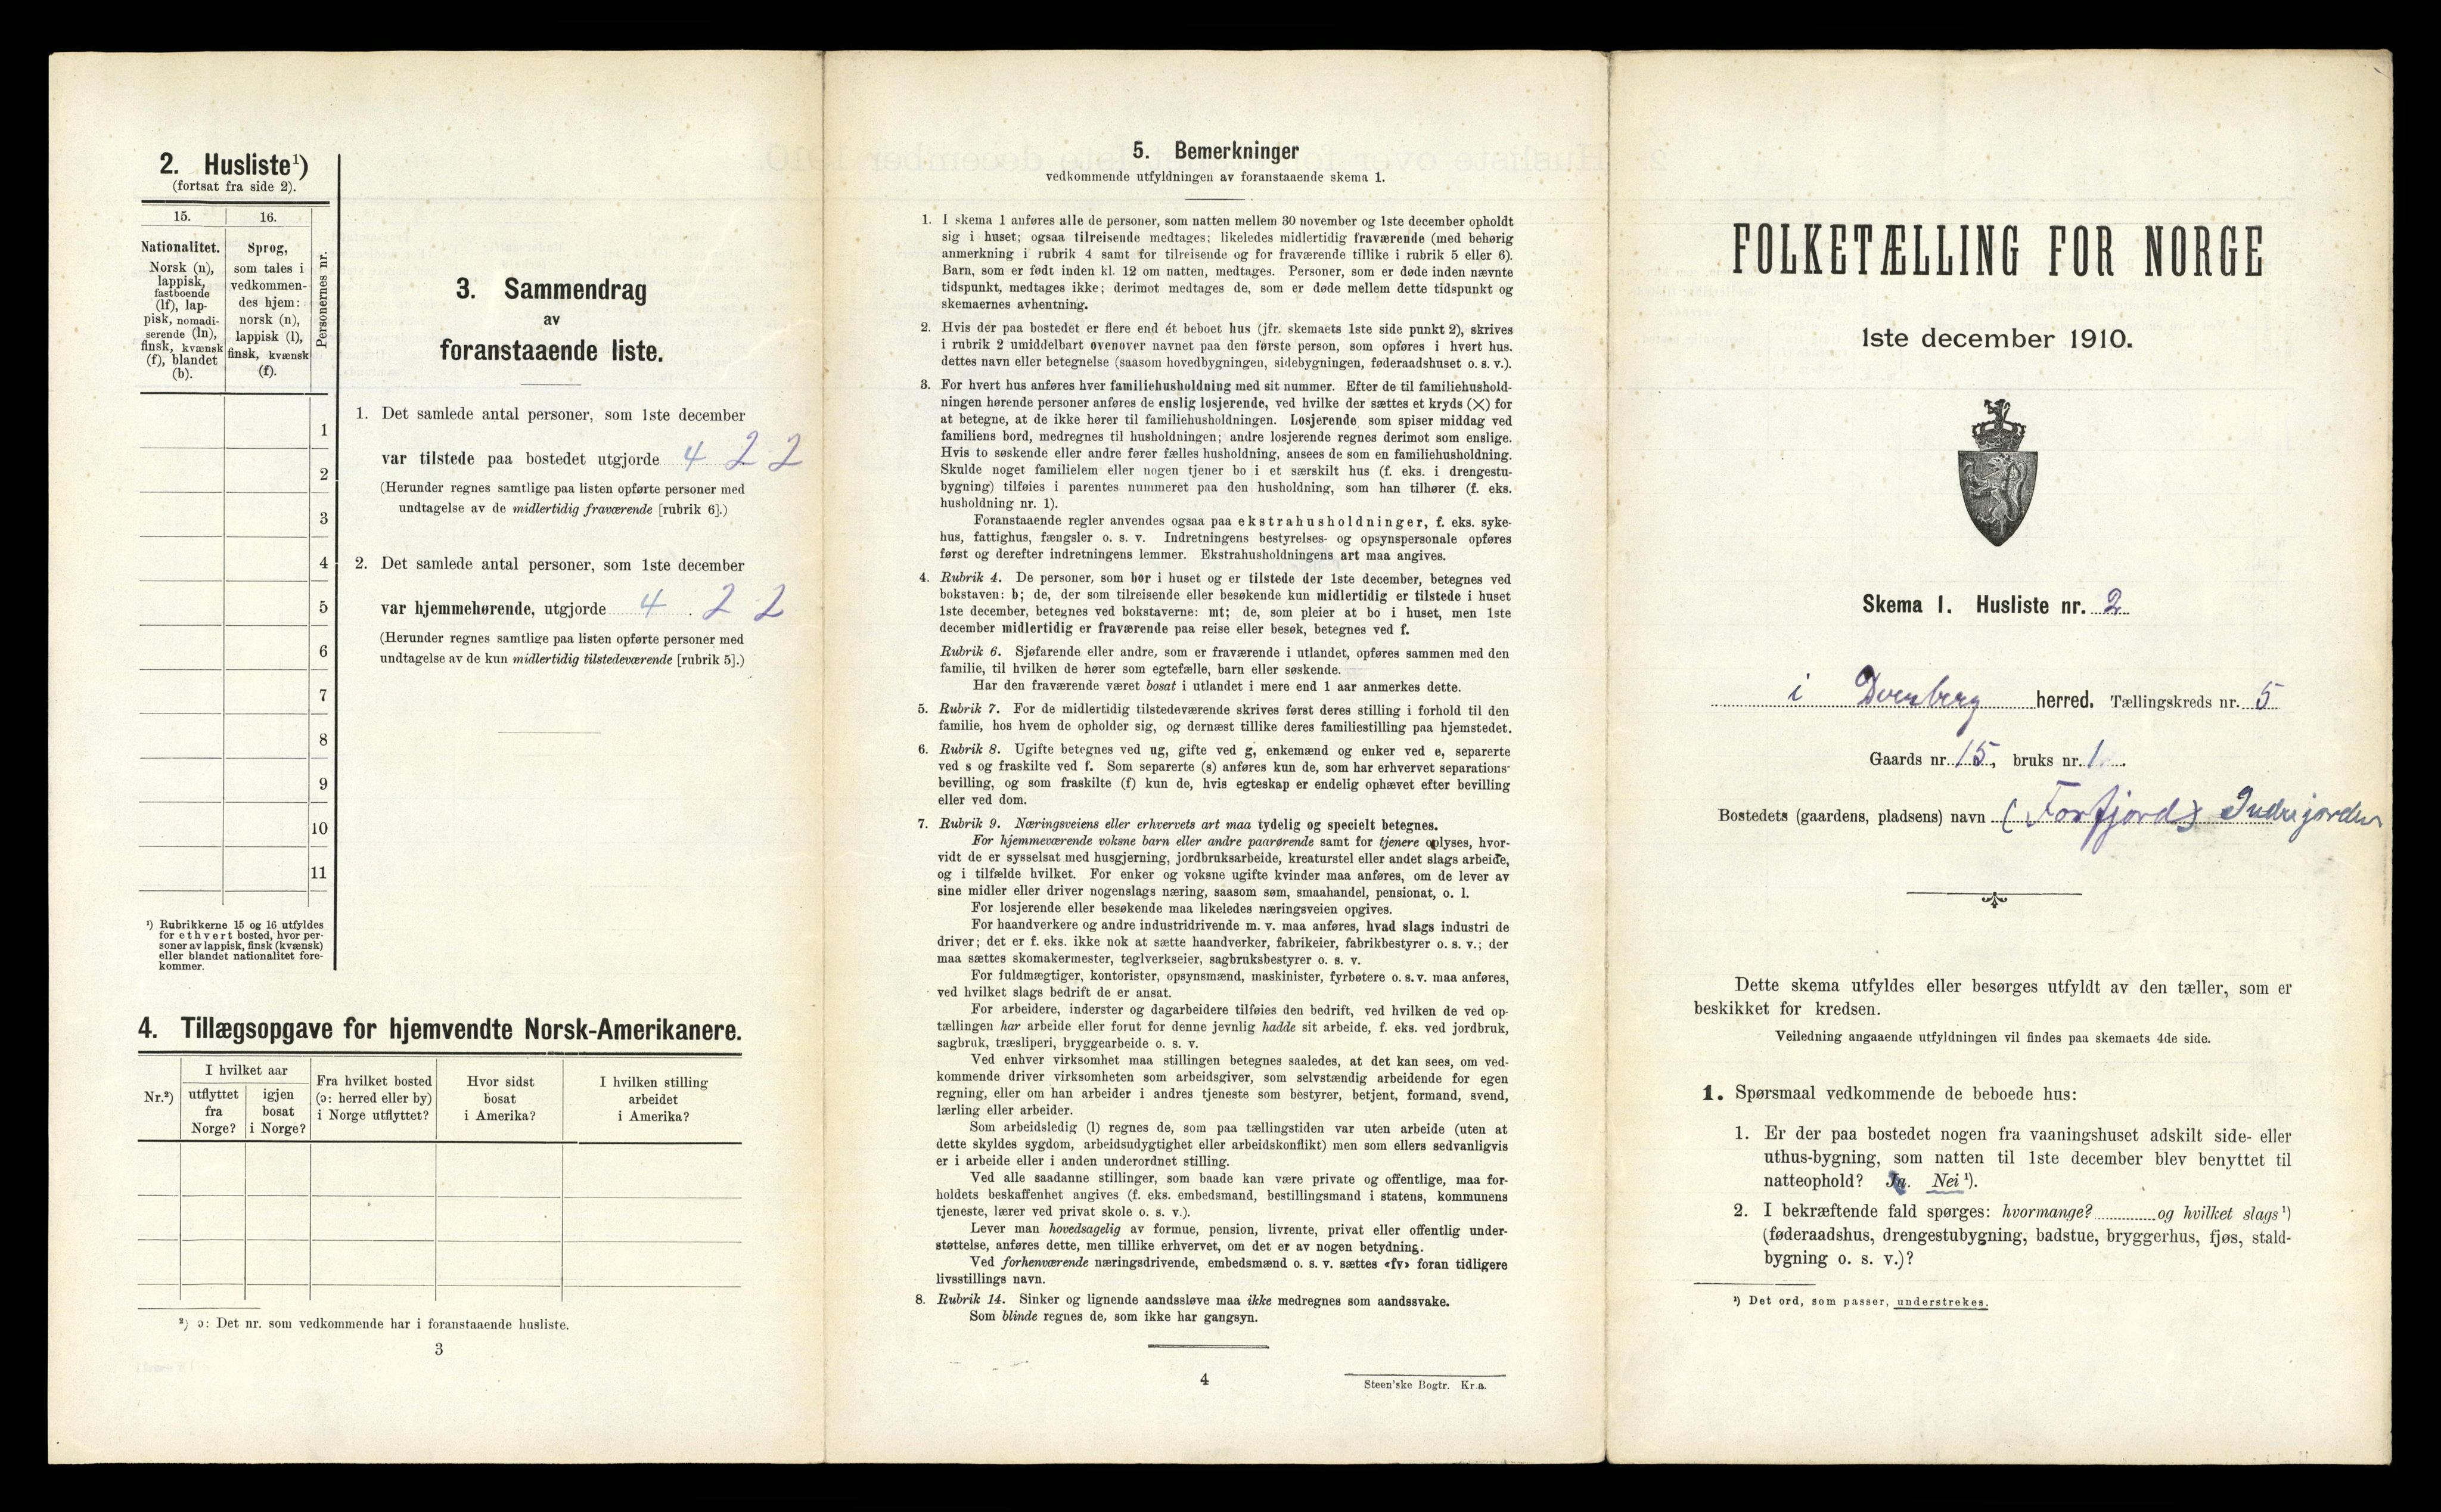 2. Husliste¹)
(fortsat fra side 2).
15.
16.
Personernes nr.
Nationalitet.
Norsk (n),
lappisk,
fastboende
(lf), lap-
pisk, nomadi-
serende (ln),
finsk, kvænsk
(f), blandet
(b).
Sprog,
som tales i
vedkommen-
des hjem:
norsk (n),
lappisk (l),
finsk, kvænsk
(f).
1
2
3
4
5
6
7
8
9
10
11
¹) Rubrikkerne 15 og 16 utfyldes
for ethvert bosted, hvor per-
soner av lappisk, finsk (kvænsk)
eller blandet nationalitet fore-
kommer.
3. Sammendrag
av
foranstaaende liste.
1. Det samlede antal personer, som 1ste december
var tilstede paa bostedet utgjorde 4 2 2
(Herunder regnes samtlige paa listen opførte personer med
undtagelse av de midlertidig fraværende [rubrik 6].)
2. Det samlede antal personer, som 1ste december
var hjemmehørende, utgjorde 4 . 2 2
(Herunder regnes samtlige paa listen opførte personer med
undtagelse av de kun midlertidig tilstedeværende [rubrik 5].)
4. Tillægsopgave for hjemvendte Norsk-Amerikanere.
Nr.²)
I hvilket aar
utflyttet
fra
Norge?
igjen
bosat
i Norge?
Fra hvilket bosted
(ɔ: herred eller by)
i Norge utflyttet?
Hvor sidst
bosat
i Amerika?
I hvilken stilling
arbeidet
i Amerika?
²) ɔ: Det nr. som vedkommende har i foranstaaende husliste.
3
5. Bemerkninger
vedkommende utfyldningen av foranstaaende skema 1.
1. I skema 1 anføres alle de personer, som natten mellem 30 november og 1ste december opholdt
sig i huset; ogsaa tilreisende medtages; likeledes midlertidig fraværende (med behørig
anmerkning i rubrik 4 samt for tilreisende og for fraværende tillike i rubrik 5 eller 6).
Barn, som er født inden kl. 12 om natten, medtages. Personer, som er døde inden nævnte
tidspunkt, medtages ikke; derimot medtages de, som er døde mellem dette tidspunkt og
skemaernes avhentning.
2. Hvis der paa bostedet er flere end ét beboet hus (jfr. skemaets 1ste side punkt 2), skrives
i rubrik 2 umiddelbart ovenover navnet paa den første person, som opføres i hvert hus.
dettes navn eller betegnelse (saasom hovedbygningen, sidebygningen, føderaadshuset o. s. v.).
3. For hvert hus anføres hver familiehusholdning med sit nummer. Efter de til familiehushold-
ningen hørende personer anføres de enslig losjerende, ved hvilke der sættes et kryds (×) for
at betegne, at de ikke hører til familiehusholdningen. Losjerende som spiser middag ved
familiens bord, medregnes til husholdningen; andre losjerende regnes derimot som enslige.
Hvis to søskende eller andre fører fælles husholdning, ansees de som en familiehusholdning.
Skulde noget familielem eller nogen tjener bo i et særskilt hus (f. eks. i drengestu-
bygning) tilføies i parentes nummeret paa den husholdning, som han tilhører (f. eks.
husholdning nr. 1).
Foranstaaende regler anvendes ogsaa paa ekstrahusholdninger, f. eks. syke-
hus, fattighus, fængsler o. s. v. Indretningens bestyrelses- og opsynspersonale opføres
først og derefter indretningens lemmer. Ekstrahusholdningens art maa angives.
4. Rubrik 4. De personer, som bor i huset og er tilstede der 1ste december, betegnes ved
bokstaven: b; de, der som tilreisende eller besøkende kun midlertidig er tilstede i huset
1ste december, betegnes ved bokstaverne: mt; de, som pleier at bo i huset, men 1ste
december midlertidig er fraværende paa reise eller besøk, betegnes ved f.
Rubrik 6. Sjøfarende eller andre, som er fraværende i utlandet, opføres sammen med den
familie, til hvilken de hører som egtefælle, barn eller søskende.
Har den fraværende været bosat i utlandet i mere end 1 aar anmerkes dette.
5. Rubrik 7. For de midlertidig tilstedeværende skrives først deres stilling i forhold til den
familie, hos hvem de opholder sig, og dernæst tillike deres familiestilling paa hjemstedet.
6. Rubrik 8. Ugifte betegnes ved ug, gifte ved g, enkemænd og enker ved e, separerte
ved s og fraskilte ved f. Som separerte (s) anføres kun de, som har erhvervet separations-
bevilling, og som fraskilte (f) kun de, hvis egteskap er endelig ophævet efter bevilling
eller ved dom.
7. Rubrik 9. Næringsveiens eller erhvervets art maa tydelig og specielt betegnes.
For hjemmeværende voksne barn eller andre paarørende samt for tjenere oplyses, hvor-
vidt de er sysselsat med husgjerning, jordbruksarbeide, kreaturstel eller andet slags arbeide,
og i tilfælde hvilket. For enker og voksne ugifte kvinder maa anføres, om de lever av
sine midler eller driver nogenslags næring, saasom søm, smaahandel, pensionat, o. l.
For losjerende eller besøkende maa likeledes næringsveien opgives.
For haandverkere og andre industridrivende m. v. maa anføres, hvad slags industri de
driver; det er f. eks. ikke nok at sætte haandverker, fabrikeier, fabrikbestyrer o. s. v.; der
maa sættes skomakermester, teglverkseier, sagbruksbestyrer o. s. v.
For fuldmægtiger, kontorister, opsynsmænd, maskinister, fyrbøtere o. s. v. maa anføres,
ved hvilket slags bedrift de er ansat.
For arbeidere, inderster og dagarbeidere tilføies den bedrift, ved hvilken de ved op-
tællingen har arbeide eller forut for denne jevnlig hadde sit arbeide, f. eks. ved jordbruk,
sagbruk, træsliperi, bryggearbeide o. s. v.
Ved enhver virksomhet maa stillingen betegnes saaledes, at det kan sees, om ved-
kommende driver virksomheten som arbeidsgiver, som selvstændig arbeidende for egen
regning, eller om han arbeider i andres tjeneste som bestyrer, betjent, formand, svend,
lærling eller arbeider.
Som arbeidsledig (l) regnes de, som paa tællingstiden var uten arbeide (uten at
dette skyldes sygdom, arbeidsudygtighet eller arbeidskonflikt) men som ellers sedvanligvis
er i arbeide eller i anden underordnet stilling.
Ved alle saadanne stillinger, som baade kan være private og offentlige, maa for-
holdets beskaffenhet angives (f. eks. embedsmand, bestillingsmand i statens, kommunens
tjeneste, lærer ved privat skole o. s. v.).
Lever man hovedsagelig av formue, pension, livrente, privat eller offentlig under-
støttelse, anføres dette, men tillike erhvervet, om det er av nogen betydning.
Ved forhenværende næringsdrivende, embedsmænd o. s. v. sættes «fv» foran tidligere
livsstillings navn.
8. Rubrik 14. Sinker og lignende aandssløve maa ikke medregnes som aandssvake.
Som blinde regnes de, som ikke har gangsyn.
4
Steen'ske Bogtr. Kr.a.
FOLKETÆLLING FOR NORGE
1ste december 1910.
Skema 1. Husliste nr. 2
i Dverberg herred. Tællingskreds nr. 5
Gaards nr. 15, bruks nr. 1.
Bostedets (gaardens, pladsens) navn (Forfjord) Indrejorden
Dette skema utfyldes eller besørges utfyldt av den tæller, som er
beskikket for kredsen.
Veiledning angaaende utfyldningen vil findes paa skemaets 4de side.
1. Spørsmaal vedkommende de beboede hus:
1. Er der paa bostedet nogen fra vaaningshuset adskilt side- eller
uthus-bygning, som natten til 1ste december blev benyttet til
natteophold? Ja. Nei ¹).
2. I bekræftende fald spørges: hvormange? og hvilket slags ¹)
(føderaadshus, drengestubygning, badstue, bryggerhus, fjøs, stald-
bygning o. s. v.)?
¹) Det ord, som passer, understrekes.